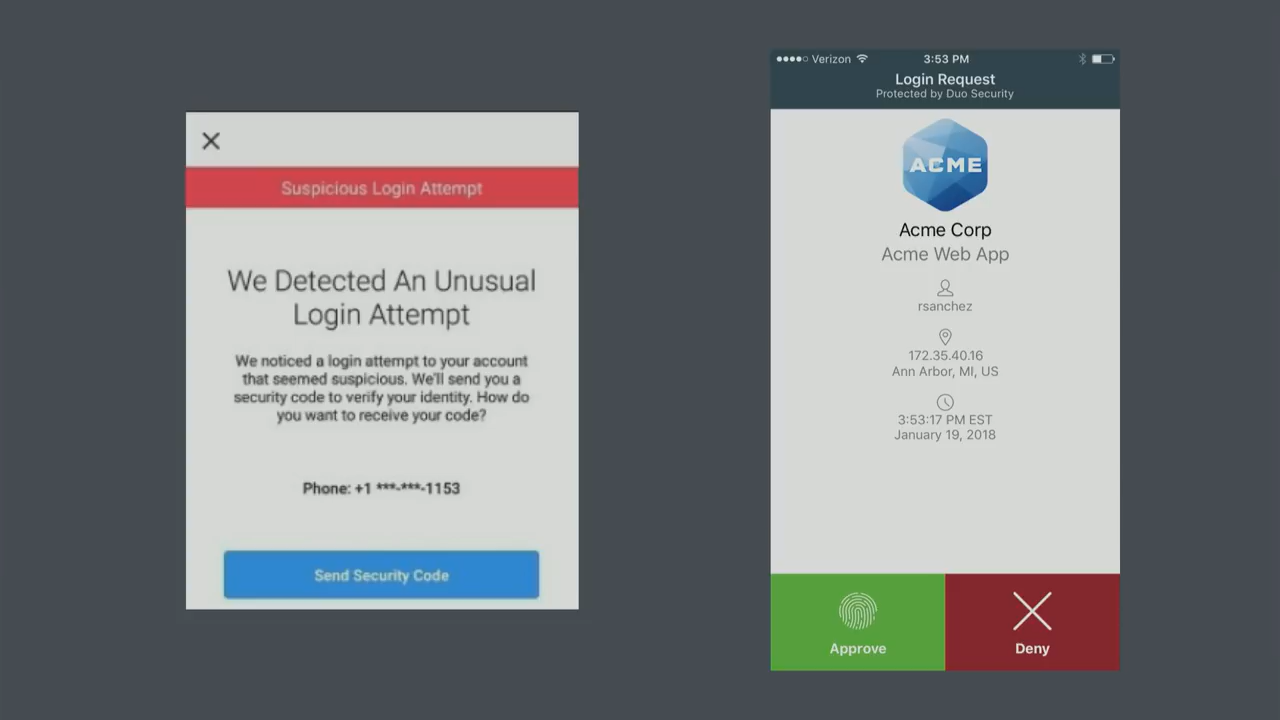 Suspicious Login Attempt
We Detected An Unusual
Login Attempt
We noticed a login attempt to your account
that seemed suspicious. We'll send you a
security code to verify your identity. How do
you want to receive your code?
Phone: +1 ***-***-1153
Send Security Code
Verizon 3:53 PM
Login Request
Protected by Duo Security
ACME
Acme Corp
Acme Web App
rsanchez
172.35.40.16
Ann Arbor, MI, US
3:53:17 PM EST
January 19, 2018
Approve
Deny